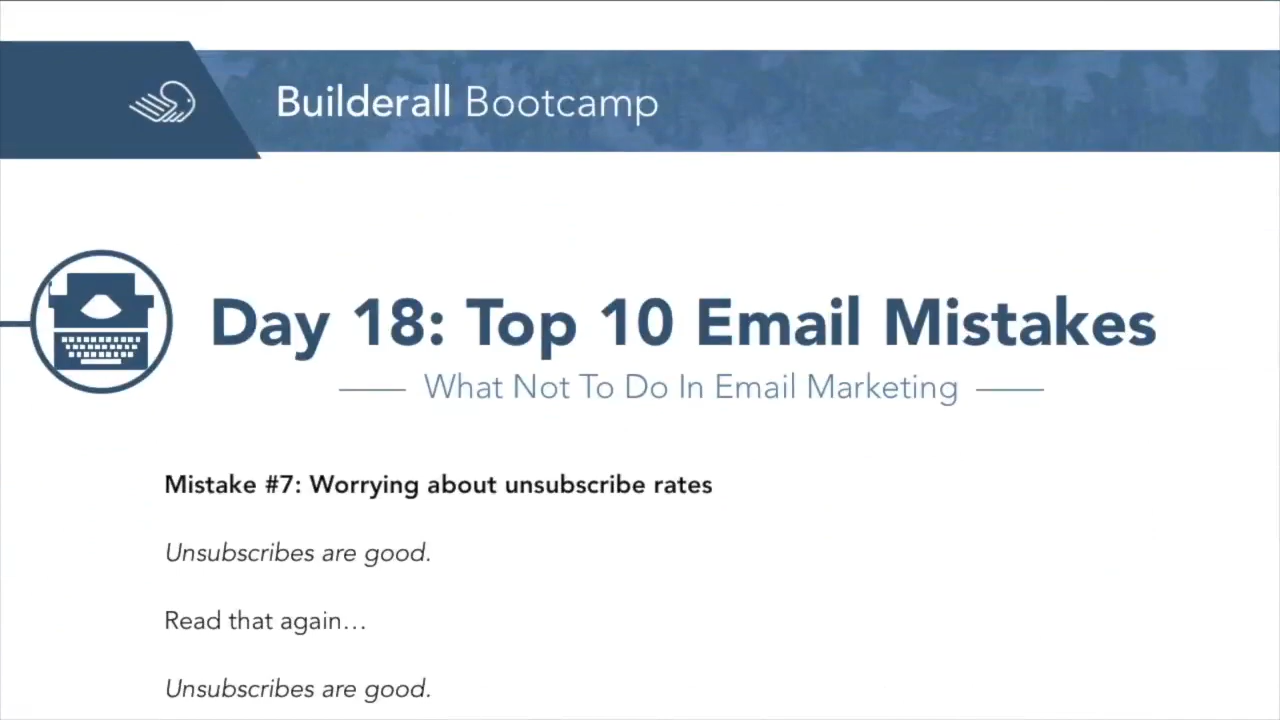 Builderall Bootcamp
Day 18: Top 10 Email Mistakes
What Not To Do In Email Marketing
Mistake #7: Worrying about unsubscribe rates
Unsubscribes are good.
Read that again…
Unsubscribes are good.